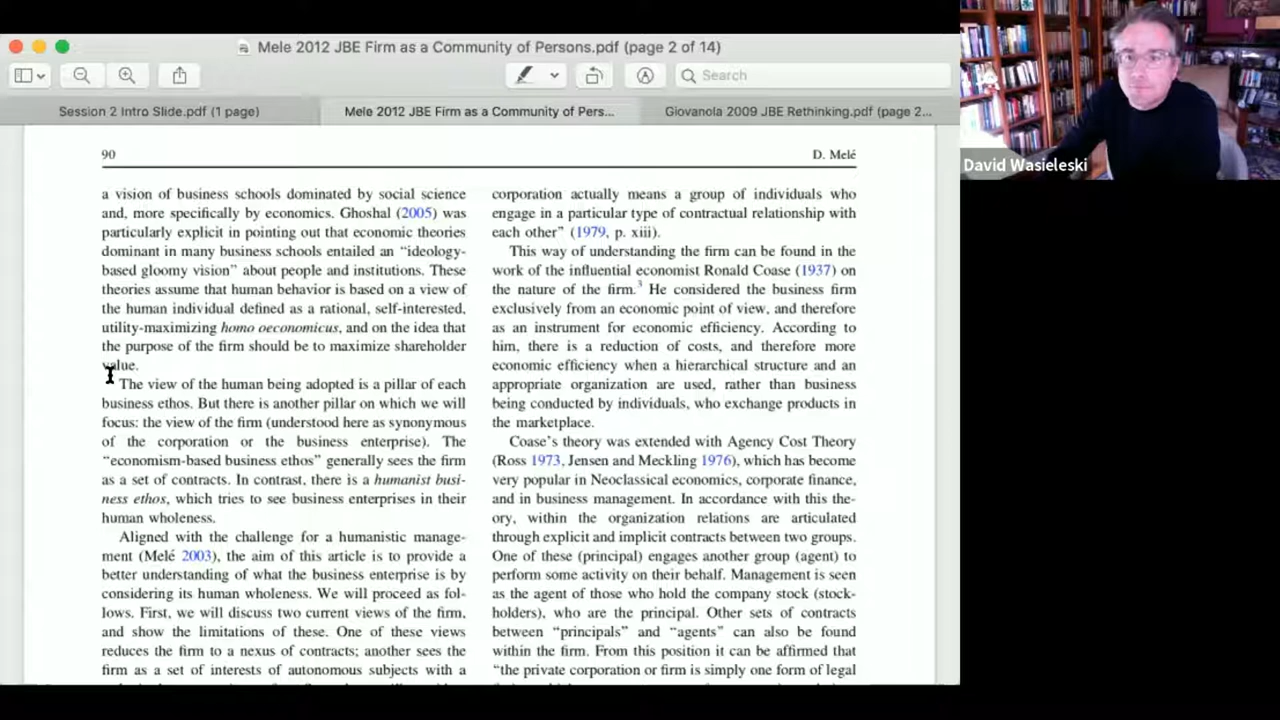 Mele 2012 JBE Firm as a Community of Persons.pdf (page 2 of 14)
Search
Session 2 Intro Slide.pdf (1 page)
Mele 2012 JBE Firm as a Community of Pers...
Giovanola 2009 JBE Rethinking.pdf (page 2...
David Wasieleski
90
D. Melé
a vision of business schools dominated by social science
and, more specifically by economics. Ghoshal (2005) was
particularly explicit in pointing out that economic theories
dominant in many business schools entailed an “ideology-
based gloomy vision” about people and institutions. These
theories assume that human behavior is based on a view of
the human individual defined as a rational, self-interested,
utility-maximizing homo oeconomicus, and on the idea that
the purpose of the firm should be to maximize shareholder
value.
The view of the human being adopted is a pillar of each
business ethos. But there is another pillar on which we will
focus: the view of the firm (understood here as synonymous
of the corporation or the business enterprise). The
“economism-based business ethos” generally sees the firm
as a set of contracts. In contrast, there is a humanist busi-
ness ethos, which tries to see business enterprises in their
human wholeness.
Aligned with the challenge for a humanistic manage-
ment (Melé 2003), the aim of this article is to provide a
better understanding of what the business enterprise is by
considering its human wholeness. We will proceed as fol-
lows. First, we will discuss two current views of the firm,
and show the limitations of these. One of these views
reduces the firm to a nexus of contracts; another sees the
firm as a set of interests of autonomous subjects with a
corporation actually means a group of individuals who
engage in a particular type of contractual relationship with
each other” (1979, p. xiii).
This way of understanding the firm can be found in the
work of the influential economist Ronald Coase (1937) on
the nature of the firm.3 He considered the business firm
exclusively from an economic point of view, and therefore
as an instrument for economic efficiency. According to
him, there is a reduction of costs, and therefore more
economic efficiency when a hierarchical structure and an
appropriate organization are used, rather than business
being conducted by individuals, who exchange products in
the marketplace.
Coase’s theory was extended with Agency Cost Theory
(Ross 1973, Jensen and Meckling 1976), which has become
very popular in Neoclassical economics, corporate finance,
and in business management. In accordance with this the-
ory, within the organization relations are articulated
through explicit and implicit contracts between two groups.
One of these (principal) engages another group (agent) to
perform some activity on their behalf. Management is seen
as the agent of those who hold the company stock (stock-
holders), who are the principal. Other sets of contracts
between “principals” and “agents” can also be found
within the firm. From this position it can be affirmed that
“the private corporation or firm is simply one form of legal